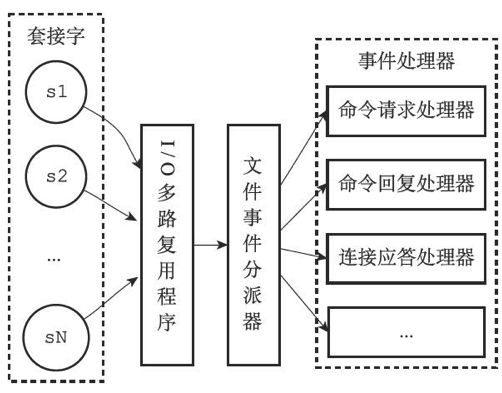 套接字
s1
s2
...
sN
I/O多路复用程序
文件事件分派器
事件处理器
命令请求处理器
命令回复处理器
连接应答处理器
...